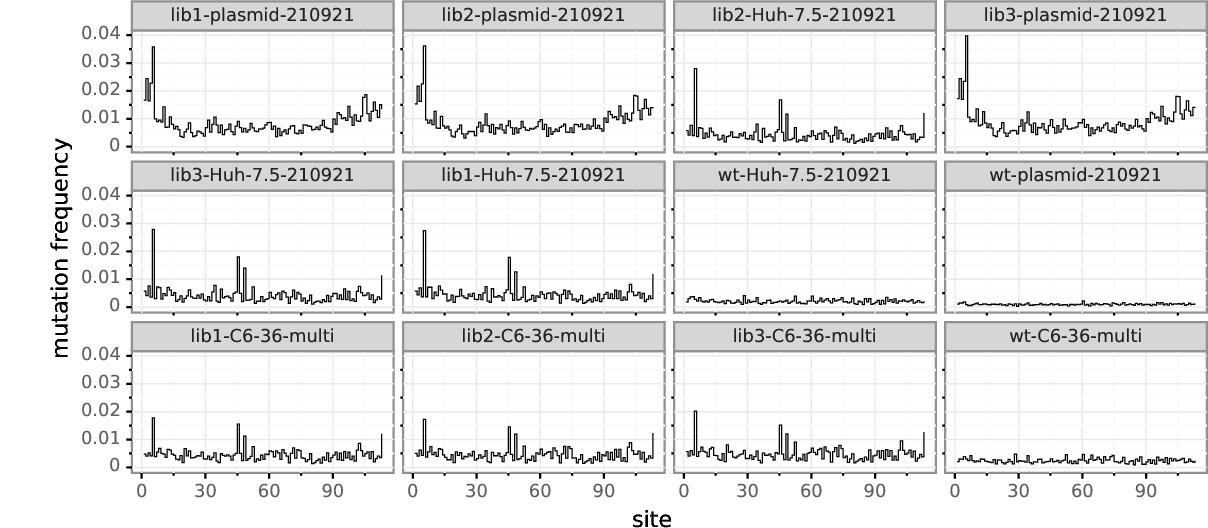 lib1-plasmid-210921 lib2-plasmid-210921 lib2-Huh-7.5-210921 lib3-plasmid-210921
0.04
0.03
0.02
0.01
0
lib3-Huh-7.5-210921 lib1-Huh-7.5-210921 wt-Huh-7.5-210921 wt-plasmid-210921
0.04
0.03
0.02
0.01
0
mutation frequency
lib1-C6-36-multi lib2-C6-36-multi lib3-C6-36-multi wt-C6-36-multi
0.04
0.03
0.02
0.01
0
0 30 60 90 0 30 60 90 0 30 60 90 0 30 60 90
site